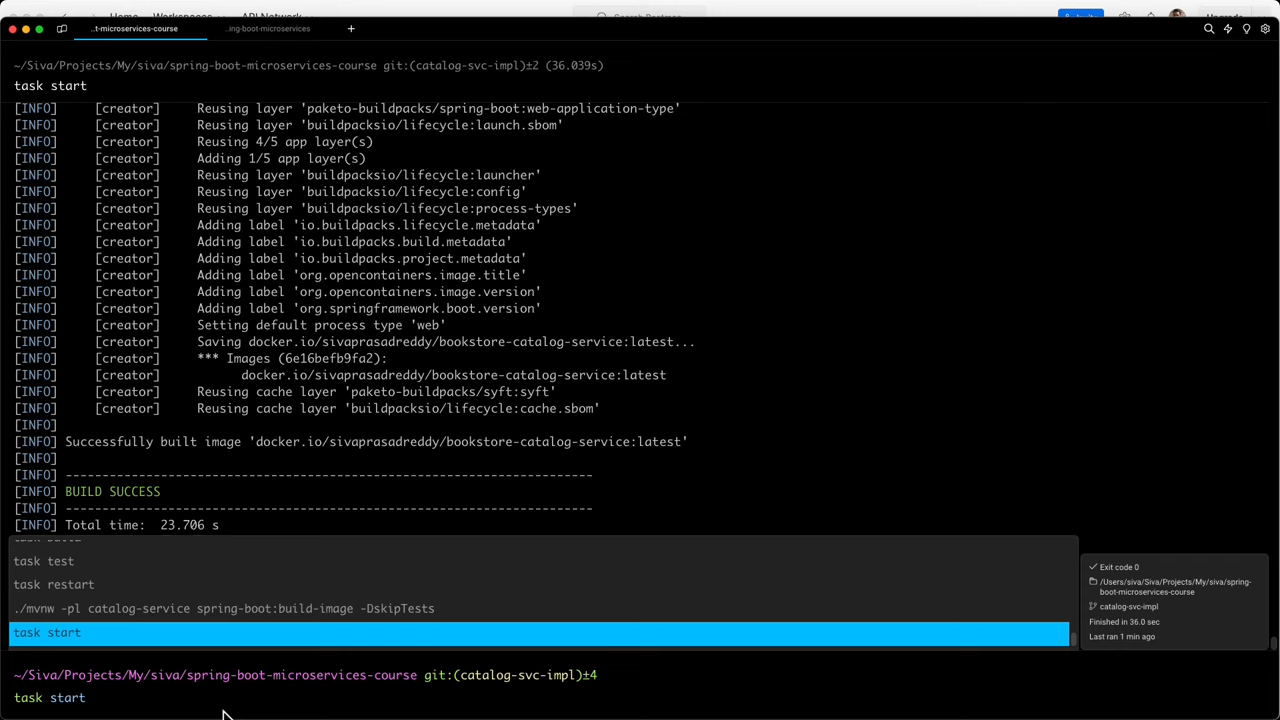 Home Workspaces API Network
Search Postman
Invite
Upgrade
..t-microservices-course
..ing-boot-microservices
+
~/Siva/Projects/My/siva/spring-boot-microservices-course git:(catalog-svc-impl)±2 (36.039s)
task start
[INFO] [creator] Reusing layer 'paketo-buildpacks/spring-boot:web-application-type'
[INFO] [creator] Reusing layer 'buildpacksio/lifecycle:launch.sbom'
[INFO] [creator] Reusing 4/5 app layer(s)
[INFO] [creator] Adding 1/5 app layer(s)
[INFO] [creator] Reusing layer 'buildpacksio/lifecycle:launcher'
[INFO] [creator] Reusing layer 'buildpacksio/lifecycle:config'
[INFO] [creator] Reusing layer 'buildpacksio/lifecycle:process-types'
[INFO] [creator] Adding label 'io.buildpacks.lifecycle.metadata'
[INFO] [creator] Adding label 'io.buildpacks.build.metadata'
[INFO] [creator] Adding label 'io.buildpacks.project.metadata'
[INFO] [creator] Adding label 'org.opencontainers.image.title'
[INFO] [creator] Adding label 'org.opencontainers.image.version'
[INFO] [creator] Adding label 'org.springframework.boot.version'
[INFO] [creator] Setting default process type 'web'
[INFO] [creator] Saving docker.io/sivaprasadreddy/bookstore-catalog-service:latest...
[INFO] [creator] *** Images (6e16befb9fa2):
[INFO] [creator] docker.io/sivaprasadreddy/bookstore-catalog-service:latest
[INFO] [creator] Reusing cache layer 'paketo-buildpacks/syft:syft'
[INFO] [creator] Reusing cache layer 'buildpacksio/lifecycle:cache.sbom'
[INFO]
[INFO] Successfully built image 'docker.io/sivaprasadreddy/bookstore-catalog-service:latest'
[INFO]
[INFO] ------------------------------------------------------------------------
[INFO] BUILD SUCCESS
[INFO] ------------------------------------------------------------------------
[INFO] Total time:  23.706 s
task build
task test
task restart
./mvnw -pl catalog-service spring-boot:build-image -DskipTests
task start
Exit code 0
/Users/siva/Siva/Projects/My/siva/spring-
boot-microservices-course
catalog-svc-impl
Finished in 36.0 sec
Last ran 1 min ago
~/Siva/Projects/My/siva/spring-boot-microservices-course git:(catalog-svc-impl)±4
task start